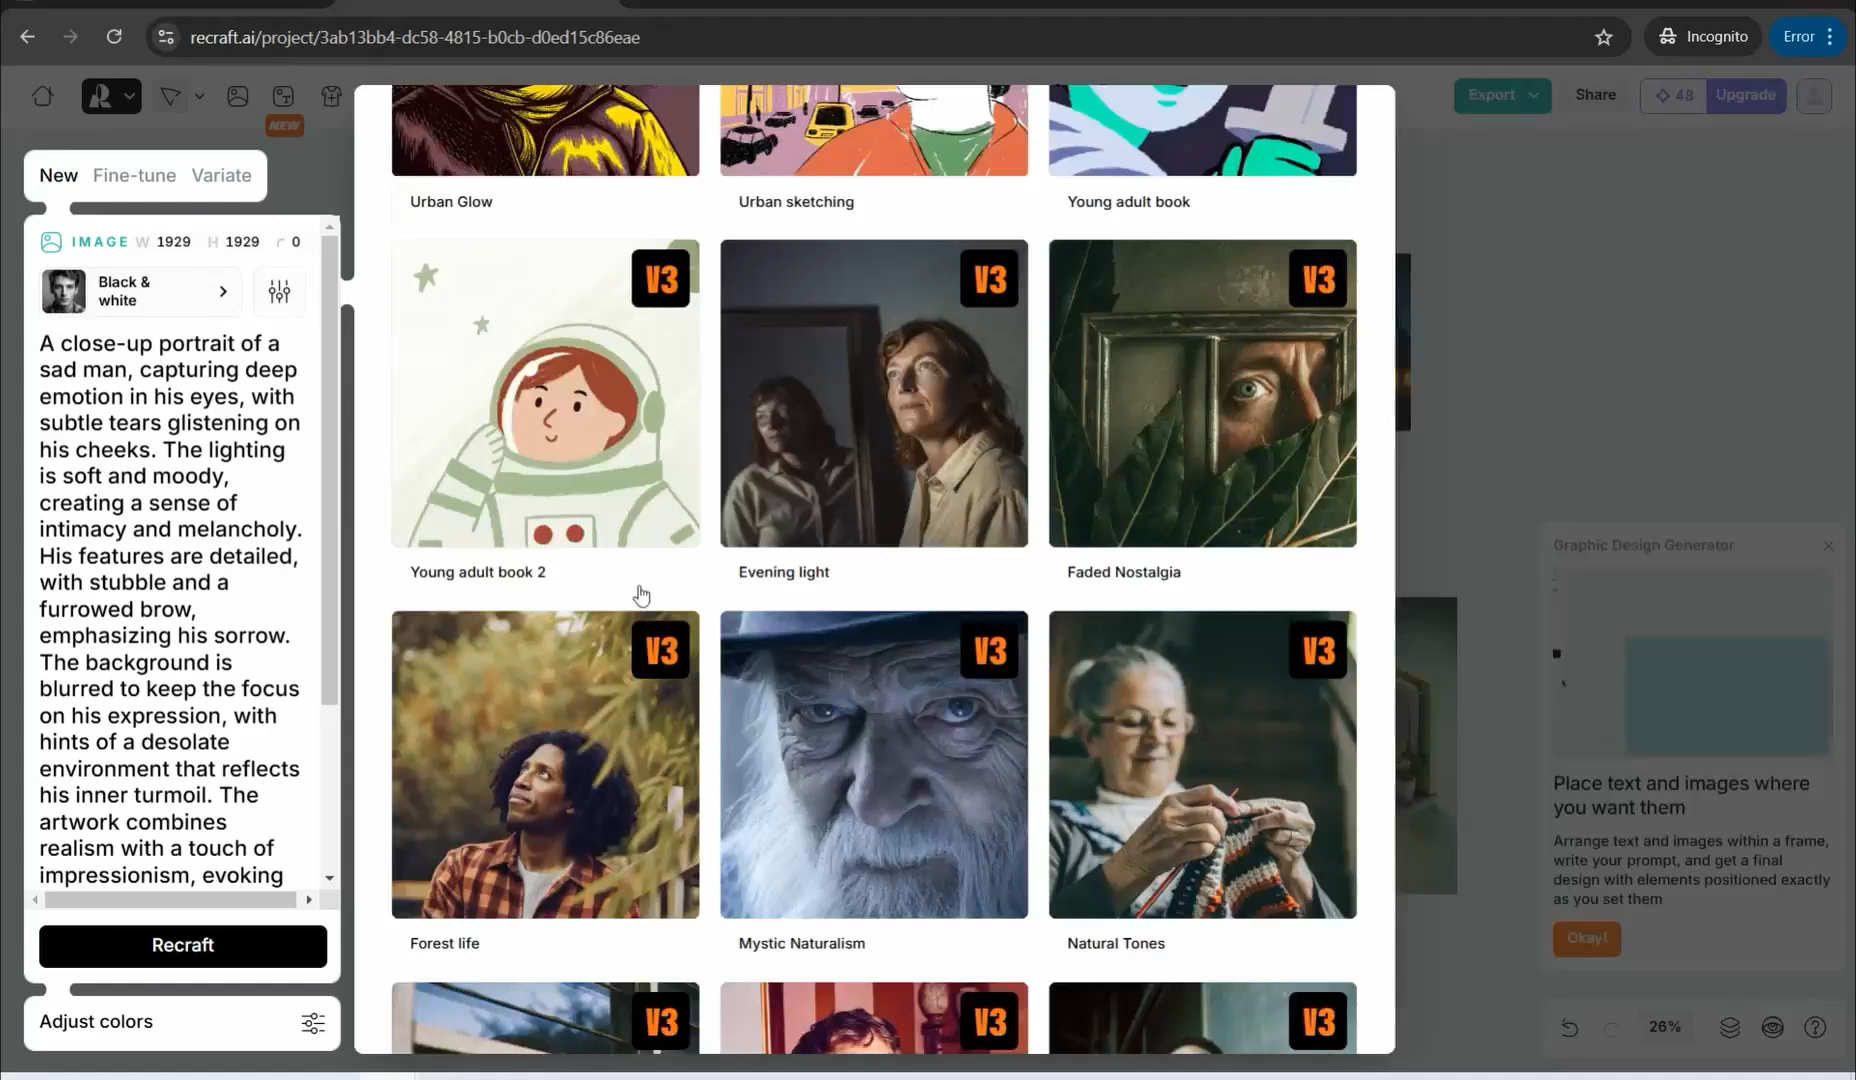 recraft.ai/project/3ab13bb4-dc58-4815-b0cb-d0ed15c86eae
Incognito
Error
NEW
Export
Share
48
Upgrade
New Fine-tune Variate
IMAGE W 1929 H 1929 0
Black &
white
A close-up portrait of a
sad man, capturing deep
emotion in his eyes, with
subtle tears glistening on
his cheeks. The lighting
is soft and moody,
creating a sense of
intimacy and melancholy.
His features are detailed,
with stubble and a
furrowed brow,
emphasizing his sorrow.
The background is
blurred to keep the focus
on his expression, with
hints of a desolate
environment that reflects
his inner turmoil. The
artwork combines
realism with a touch of
impressionism, evoking
Recraft
Adjust colors
Urban Glow
Urban sketching
Young adult book
V3
V3
V3
Young adult book 2
Evening light
Faded Nostalgia
V3
V3
V3
Forest life
Mystic Naturalism
Natural Tones
V3
V3
V3
Graphic Design Generator
Place text and images where
you want them
Arrange text and images within a frame,
write your prompt, and get a final
design with elements positioned exactly
as you set them
Okay!
26%